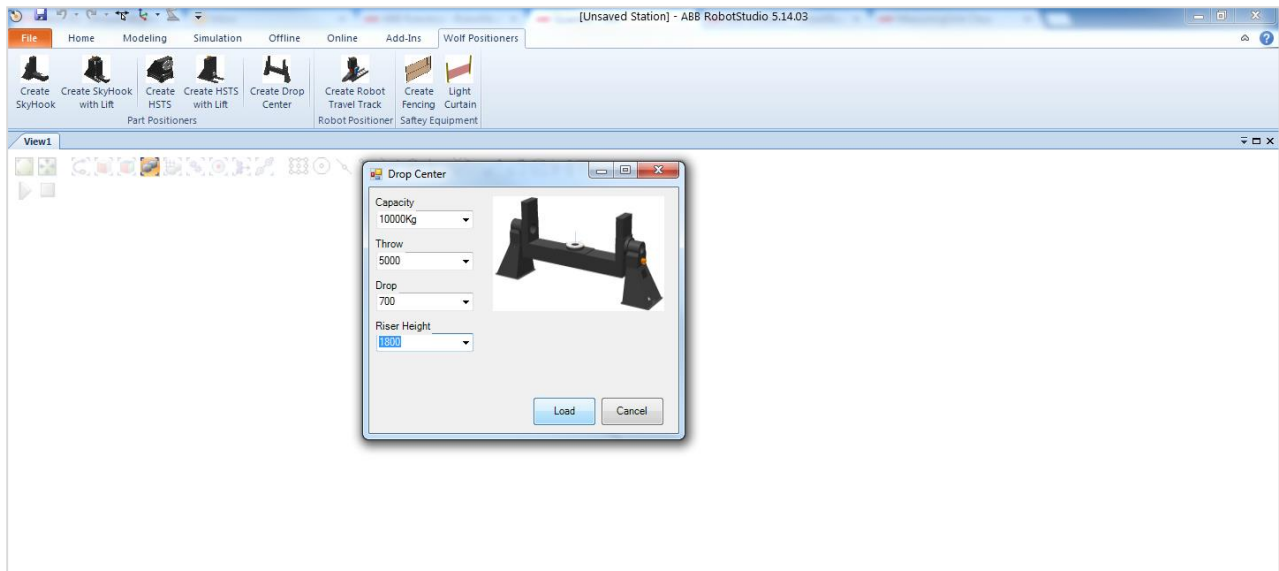 [Unsaved Station] - ABB RobotStudio 5.14.03
File Home Modeling Simulation Offline Online Add-Ins Wolf Positioners
Create SkyHook
Create SkyHook with Lift
Create HSTS
Create HSTS with Lift
Create Drop Center
Create Robot Travel Track
Create Fencing
Light Curtain
Part Positioners
Robot Positioner
Saftey Equipment
View1
Drop Center
Capacity
10000Kg
Throw
5000
Drop
700
Riser Height
1800
Load Cancel